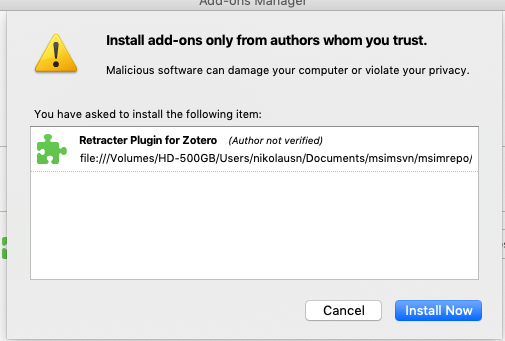 Add-ons Manager
Install add-ons only from authors whom you trust.
Malicious software can damage your computer or violate your privacy.
You have asked to install the following item:
Retracter Plugin for Zotero (Author not verified)
file:///Volumes/HD-500GB/Users/nikolausn/Documents/msimsvn/msimrepo/
Cancel
Install Now